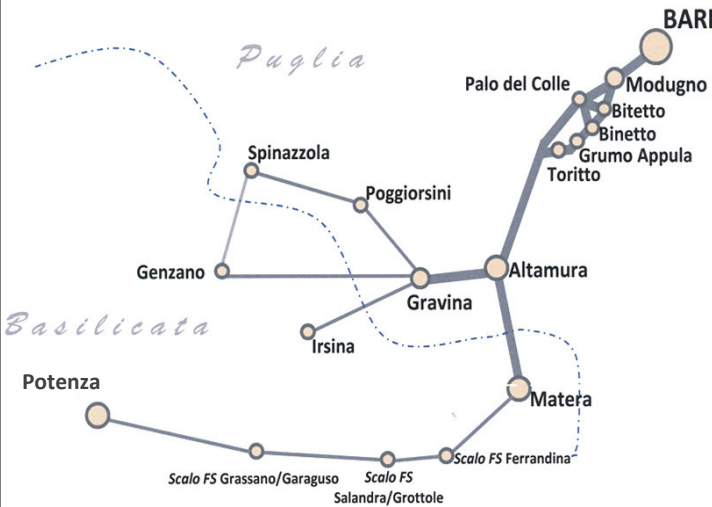 BARI
Puglia
Palo del Colle
Modugno
Bitetto
Binetto
Grumo Appula
Toritto
Spinazzola
Poggiorsini
Genzano
Altamura
Gravina
Basilicata
Irsina
Potenza
Matera
Scalo FS Ferrandina
Scalo FS Grassano/Garaguso
Scalo FS
Salandra/Grottole